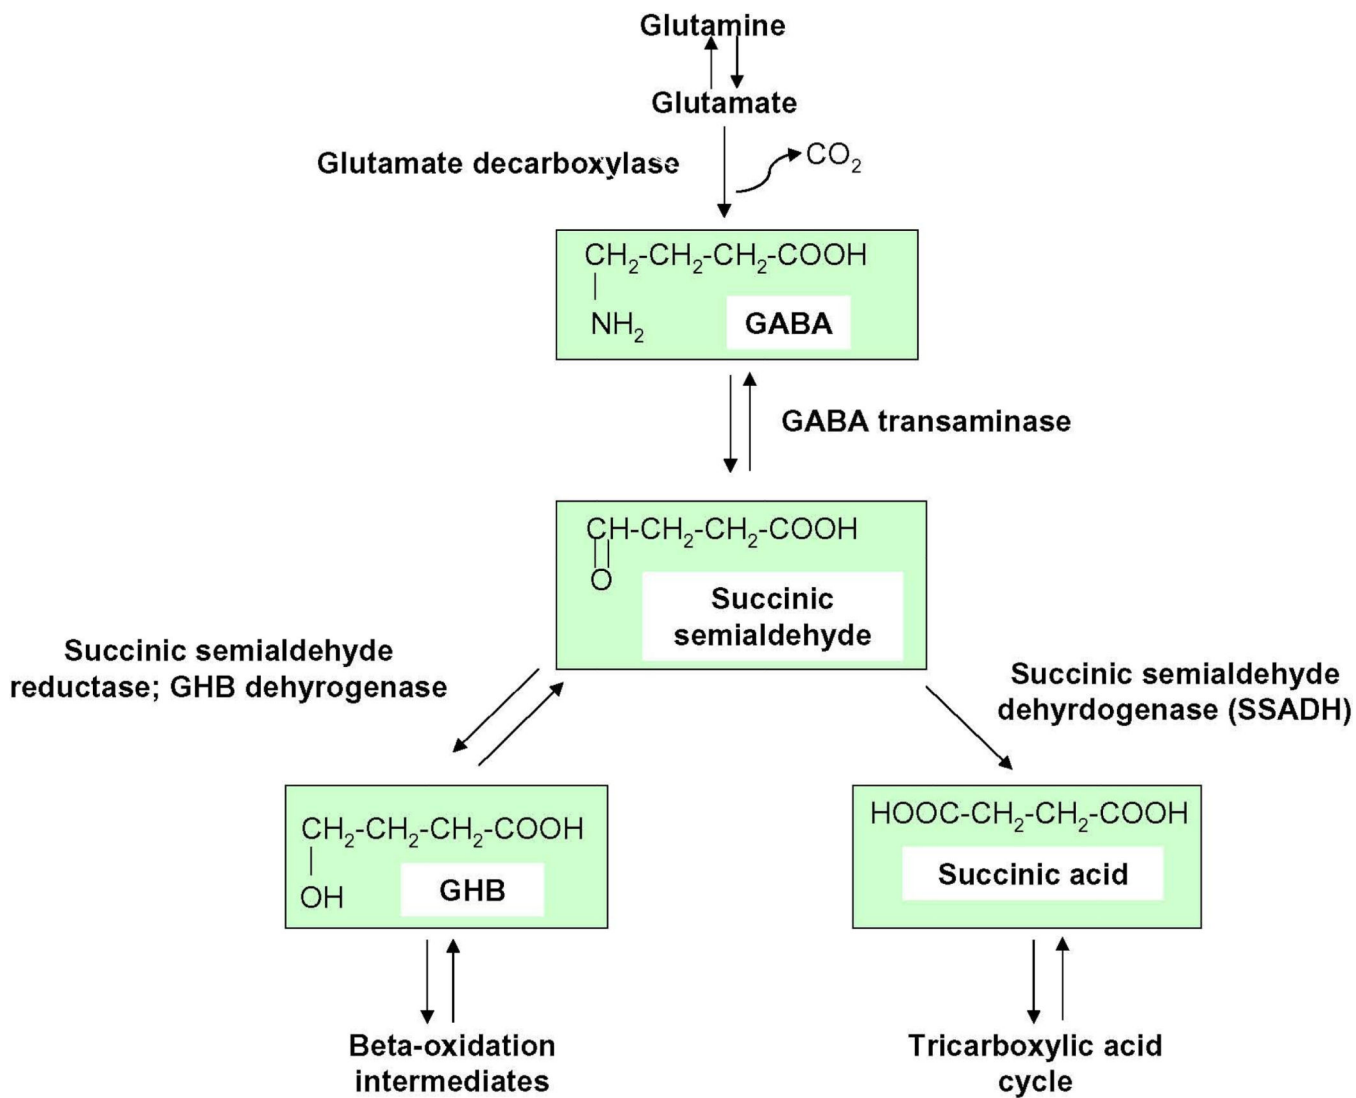 Glutamine
Glutamate
Glutamate decarboxylase
CO2
CH2-CH2-CH2-COOH
NH2
GABA
GABA transaminase
CH-CH2-CH2-COOH
O
Succinic
semialdehyde
Succinic semialdehyde
reductase; GHB dehyrogenase
Succinic semialdehyde
dehyrdogenase (SSADH)
CH2-CH2-CH2-COOH
OH
GHB
HOOC-CH2-CH2-COOH
Succinic acid
Beta-oxidation
intermediates
Tricarboxylic acid
cycle